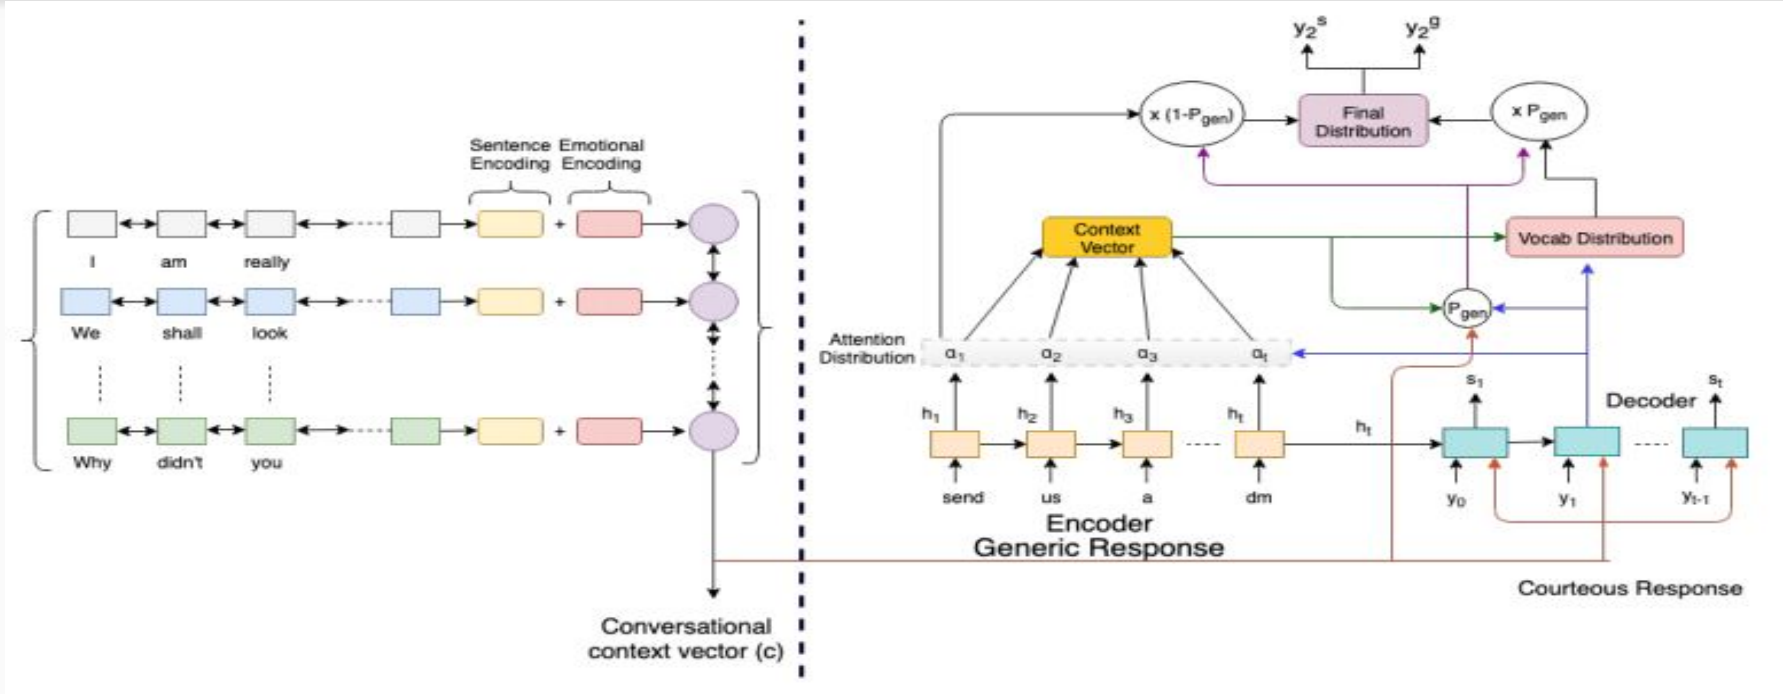 Sentence Emotional
Encoding Encoding
+
I am really
+
We shall look
+
Why didn't you
Conversational
context vector (c)
y₂ˢ y₂ᵍ
x (1-Pgen)
Final
Distribution
x Pgen
Context
Vector
Vocab Distribution
Pgen
Attention
Distribution
α₁ α₂ α₃ αt
h₁ h₂ h₃ ht
ht
s₁ st
Decoder
send us a dm
y₀ y₁ yt-1
Encoder
Generic Response
Courteous Response